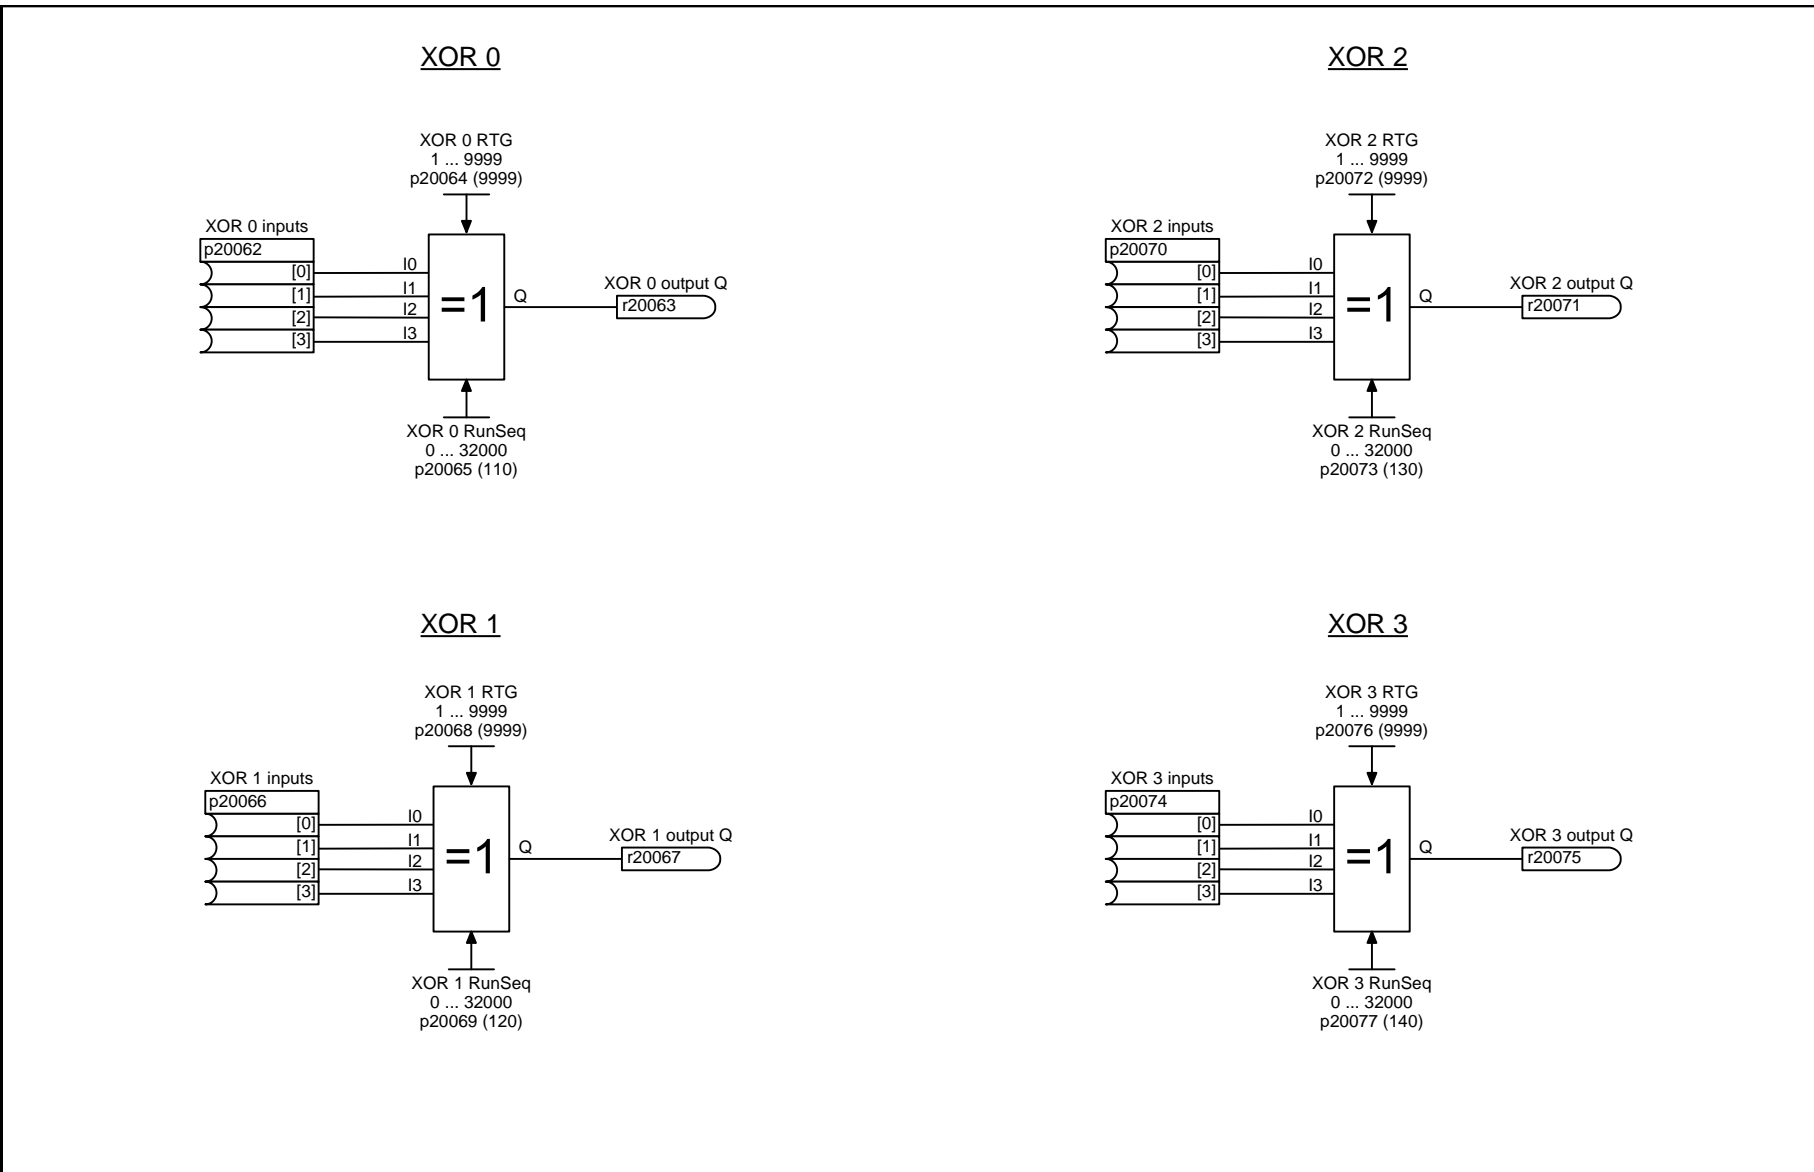 XOR 0
XOR 0 RTG
1 ... 9999
p20064 (9999)
XOR 0 inputs
p20062
[0]
[1]
[2]
[3]
I0
I1
I2
I3
=1
Q
XOR 0 output Q
r20063
XOR 0 RunSeq
0 ... 32000
p20065 (110)
XOR 2
XOR 2 RTG
1 ... 9999
p20072 (9999)
XOR 2 inputs
p20070
[0]
[1]
[2]
[3]
I0
I1
I2
I3
=1
Q
XOR 2 output Q
r20071
XOR 2 RunSeq
0 ... 32000
p20073 (130)
XOR 1
XOR 1 RTG
1 ... 9999
p20068 (9999)
XOR 1 inputs
p20066
[0]
[1]
[2]
[3]
I0
I1
I2
I3
=1
Q
XOR 1 output Q
r20067
XOR 1 RunSeq
0 ... 32000
p20069 (120)
XOR 3
XOR 3 RTG
1 ... 9999
p20076 (9999)
XOR 3 inputs
p20074
[0]
[1]
[2]
[3]
I0
I1
I2
I3
=1
Q
XOR 3 output Q
r20075
XOR 3 RunSeq
0 ... 32000
p20077 (140)